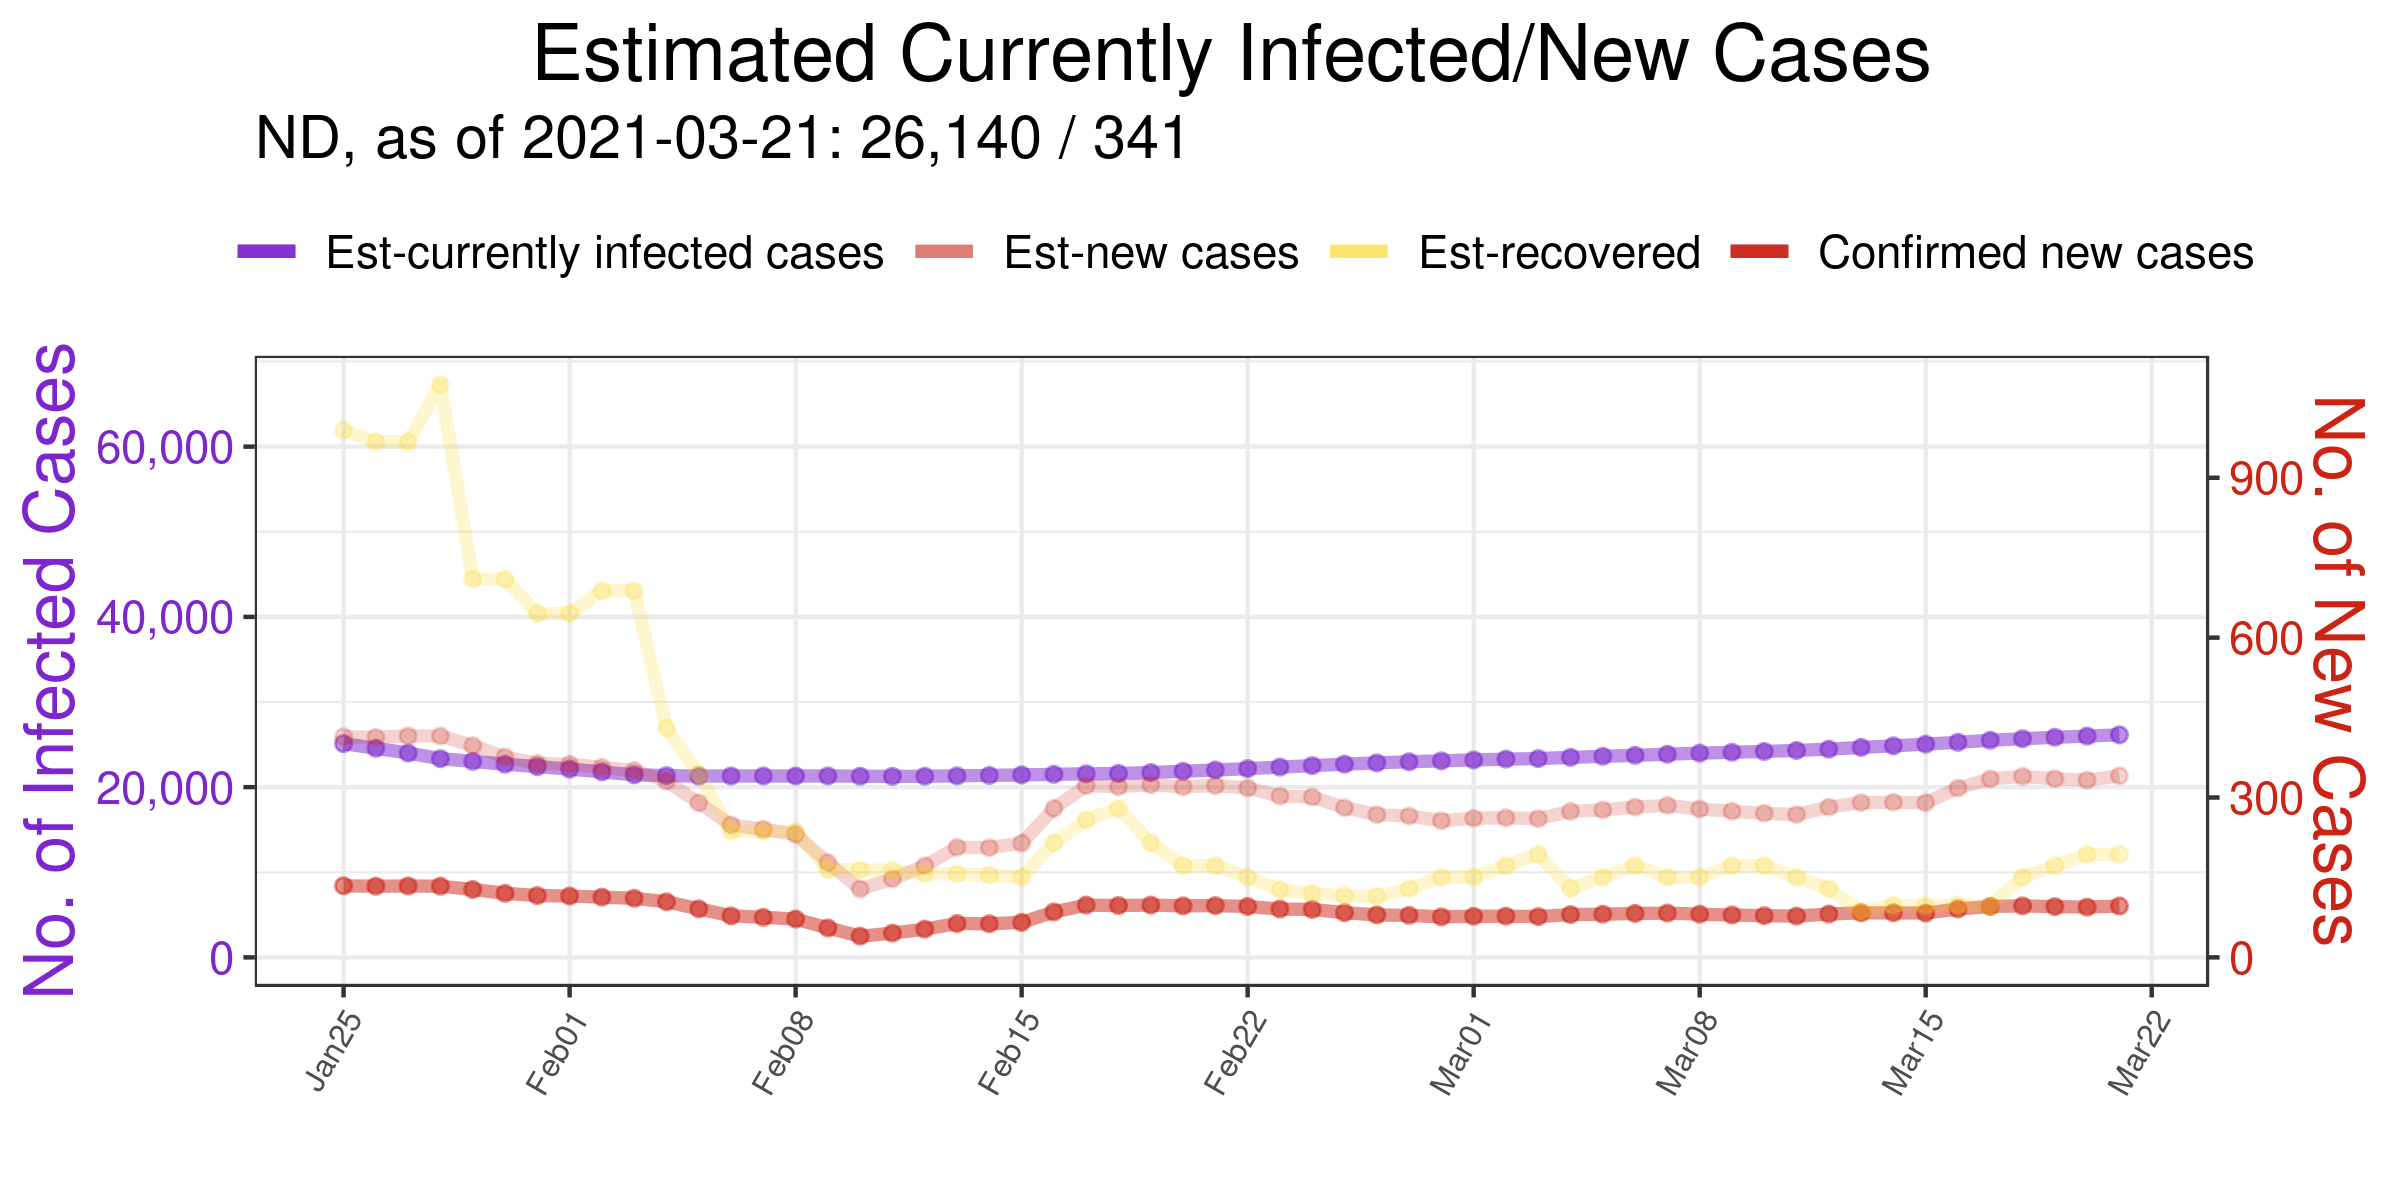 Estimated Currently Infected/New Cases
ND, as of 2021-03-21: 26,140 / 341
Est-currently infected cases Est-new cases Est-recovered Confirmed new cases
No. of Infected Cases
60,000
40,000
20,000
0
900
600
300
0
No. of New Cases
Jan25 Feb01 Feb08 Feb15 Feb22 Mar01 Mar08 Mar15 Mar22